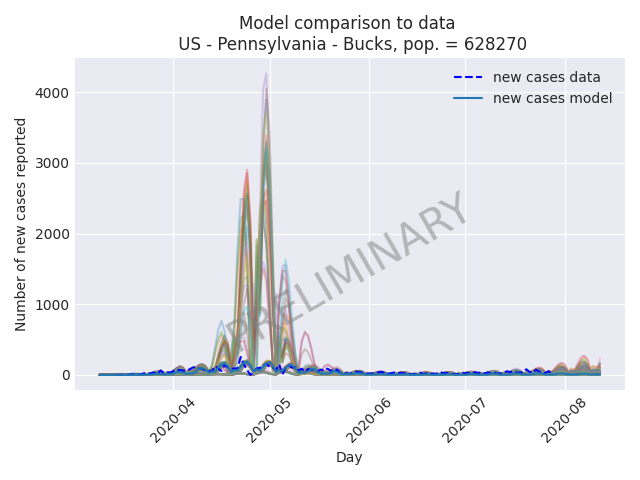 Model comparison to data
US - Pennsylvania - Bucks, pop. = 628270
new cases data
new cases model
PRELIMINARY
Number of new cases reported
4000
3000
2000
1000
0
2020-04
2020-05
2020-06
2020-07
2020-08
Day